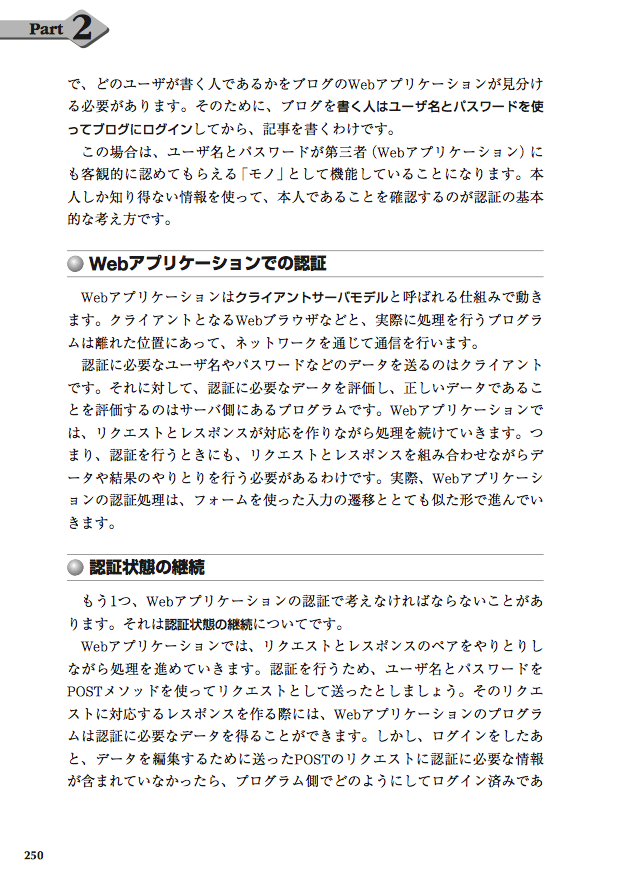 Part 2
で、どのユーザが書く人であるかをブログのWebアプリケーションが見分け
る必要があります。そのために、ブログを書く人はユーザ名とパスワードを使
ってブログにログインしてから、記事を書くわけです。
この場合は、ユーザ名とパスワードが第三者（Webアプリケーション）に
も客観的に認めてもらえる「モノ」として機能していることになります。本
人しか知り得ない情報を使って、本人であることを確認するのが認証の基本
的な考え方です。
Webアプリケーションでの認証
Webアプリケーションはクライアントサーバモデルと呼ばれる仕組みで動き
ます。クライアントとなるWebブラウザなどと、実際に処理を行うプログラ
ムは離れた位置にあって、ネットワークを通じて通信を行います。
認証に必要なユーザ名やパスワードなどのデータを送るのはクライアント
です。それに対して、認証に必要なデータを評価し、正しいデータであるこ
とを評価するのはサーバ側にあるプログラムです。Webアプリケーションで
は、リクエストとレスポンスが対応を作りながら処理を続けていきます。つ
まり、認証を行うときにも、リクエストとレスポンスを組み合わせながらデ
ータや結果のやりとりを行う必要があるわけです。実際、Webアプリケーシ
ョンの認証処理は、フォームを使った入力の遷移ととても似た形で進んでい
きます。
認証状態の継続
もう1つ、Webアプリケーションの認証で考えなければならないことがあ
ります。それは認証状態の継続についてです。
Webアプリケーションでは、リクエストとレスポンスのペアをやりとりし
ながら処理を進めていきます。認証を行うため、ユーザ名とパスワードを
POSTメソッドを使ってリクエストとして送ったとしましょう。そのリクエ
ストに対応するレスポンスを作る際には、Webアプリケーションのプログラ
ムは認証に必要なデータを得ることができます。しかし、ログインをしたあ
と、データを編集するために送ったPOSTのリクエストに認証に必要な情報
が含まれていなかったら、プログラム側でどのようにしてログイン済みであ
250